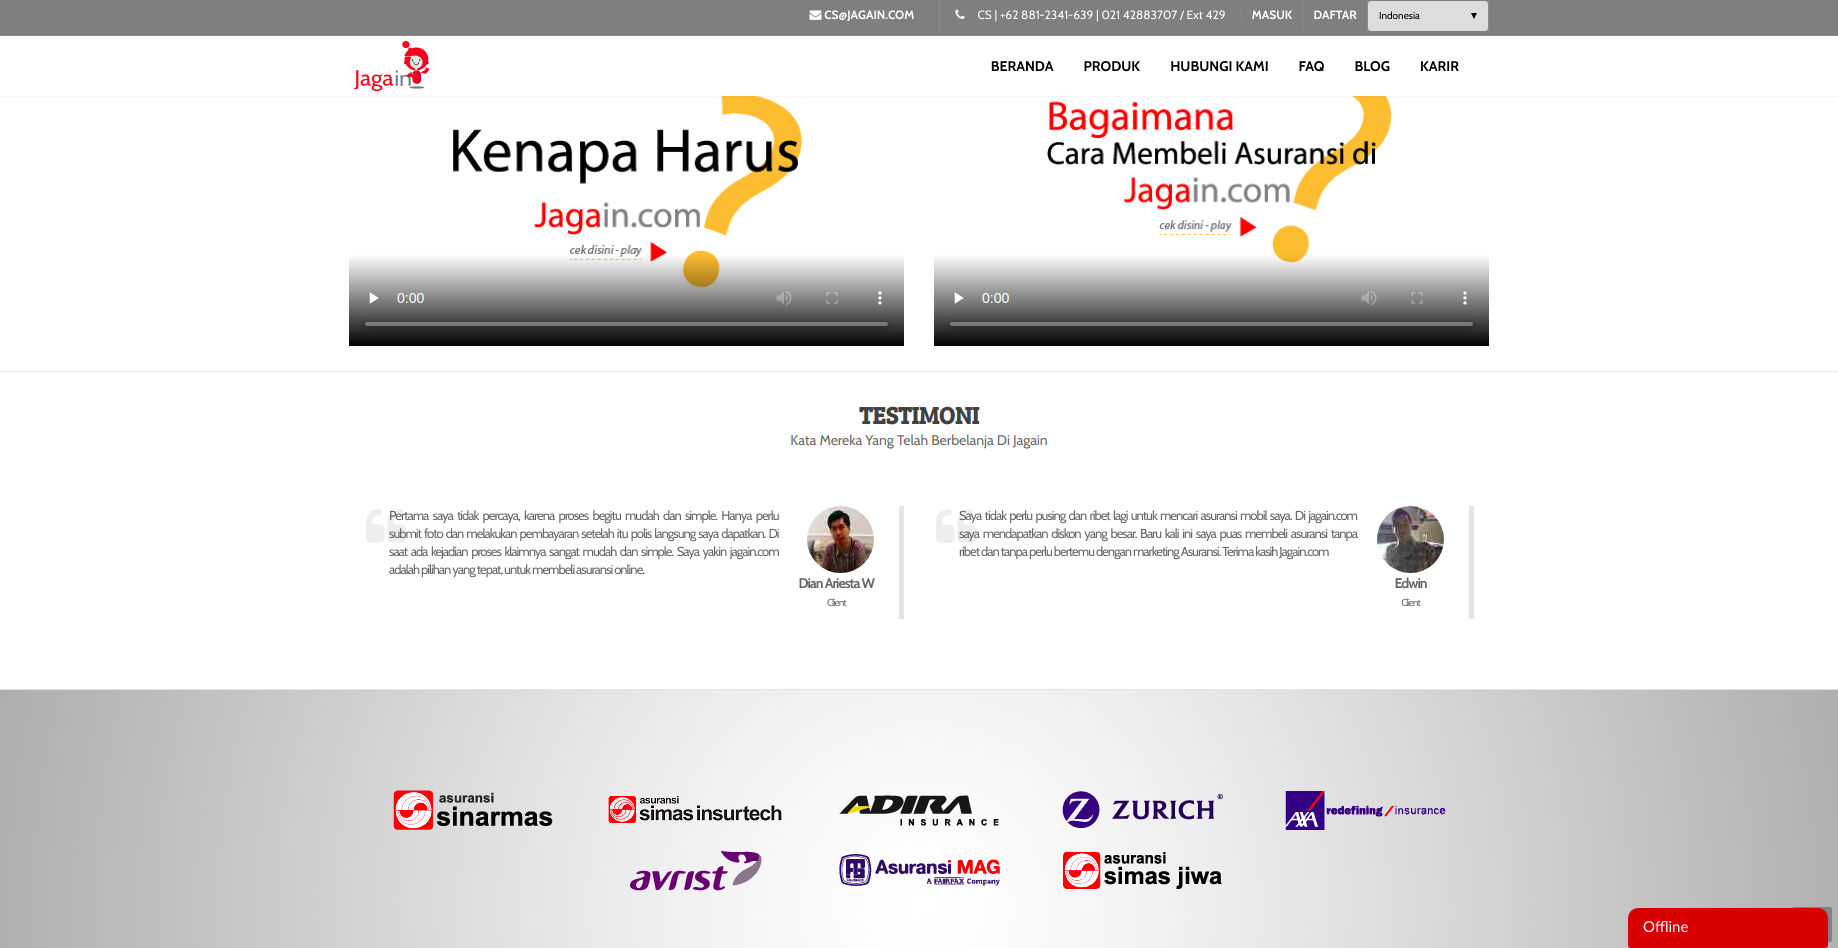 CS@JAGAIN.COM
CS | +62 881-2341-639 | 021 42883707 / Ext 429
MASUK
DAFTAR
Indonesia
Jagain
BERANDA
PRODUK
HUBUNGI KAMI
FAQ
BLOG
KARIR
Kenapa Harus
Jagain.com
cek disini - play
?
0:00
Bagaimana
Cara Membeli Asuransi di
Jagain.com
cek disini - play
?
0:00
TESTIMONI
Kata Mereka Yang Telah Berbelanja Di Jagain
Pertama saya tidak percaya, karena proses begitu mudah dan simple. Hanya perlu
submit foto dan melakukan pembayaran setelah itu polis langsung saya dapatkan. Di
saat ada kejadian proses klaimnya sangat mudah dan simple. Saya yakin jagain.com
adalah pilihan yang tepat, untuk membeli asuransi online.
Dian Ariesta W
Client
Saya tidak perlu pusing dan ribet lagi untuk mencari asuransi mobil saya. Di jagain.com
saya mendapatkan diskon yang besar. Baru kali ini saya puas membeli asuransi tanpa
ribet dan tanpa perlu bertemu dengan marketing Asuransi. Terima kasih Jagain.com
Edwin
Client
asuransi
sinarmas
asuransi
simas insurtech
ADIRA
INSURANCE
Z ZURICH®
AXA redefining / insurance
avrist
Asuransi MAG
A FAIRFAX Company
asuransi
simas jiwa
Offline